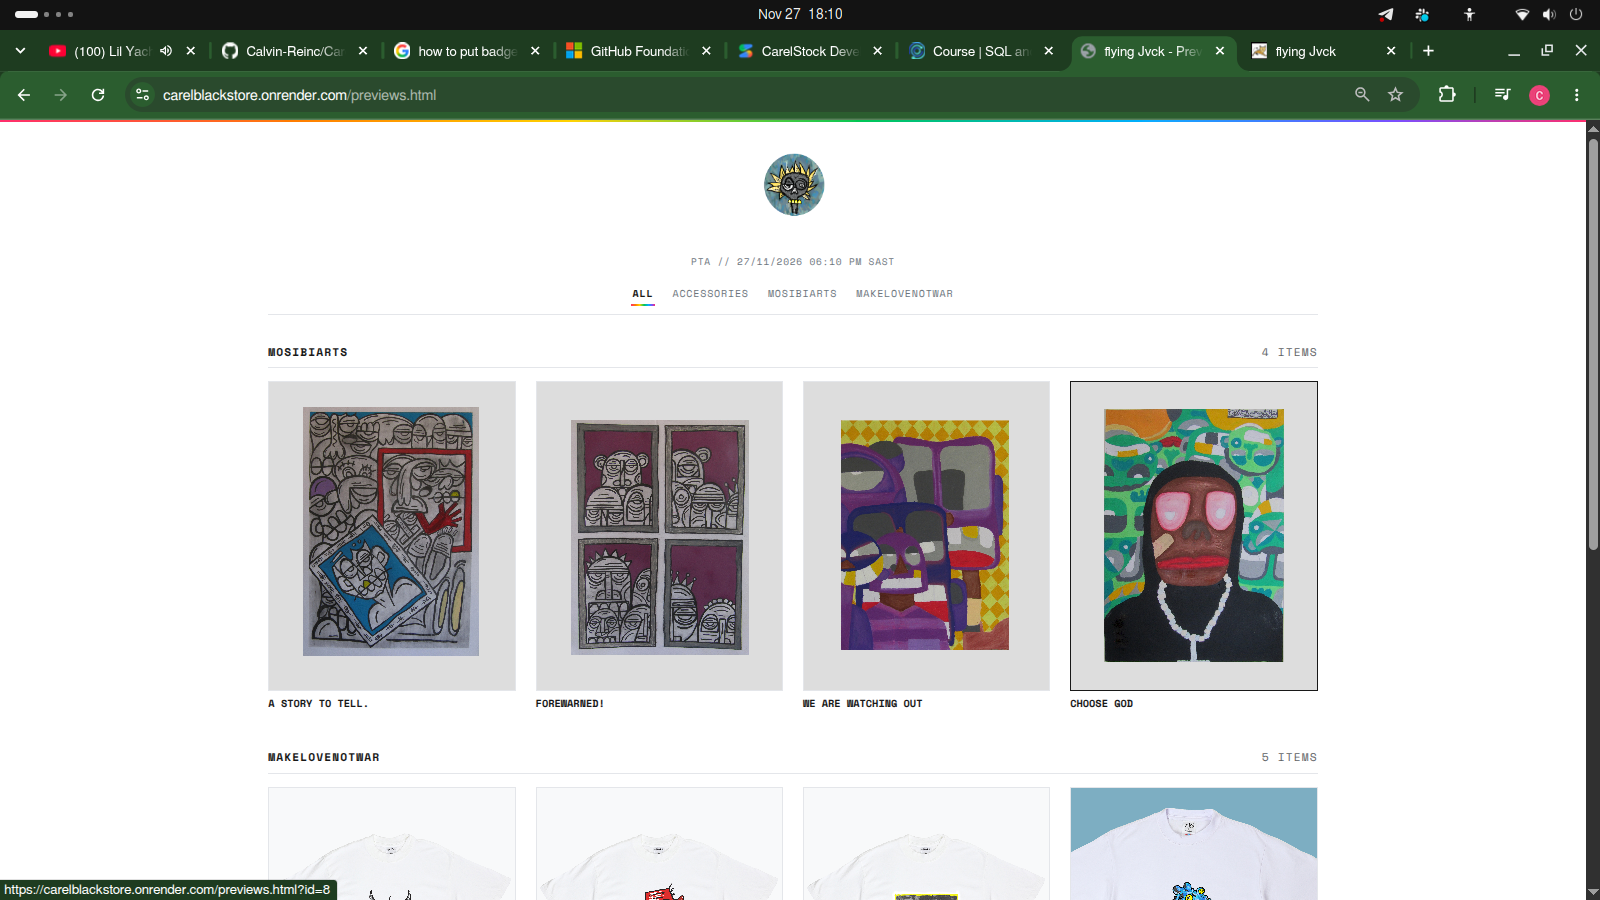 Nov 27 18:10
(100) Lil Yach
Calvin-Reinc/Car
how to put badge
GitHub Foundati
CarelStock Deve
Course | SQL an
flying Jvck - Prev
flying Jvck
carelblackstore.onrender.com/previews.html
C
PTA // 27/11/2026 06:10 PM SAST
ALL ACCESSORIES MOSIBIARTS MAKELOVENOTWAR
MOSIBIARTS 4 ITEMS
A STORY TO TELL.
FOREWARNED!
WE ARE WATCHING OUT
CHOOSE GOD
MAKELOVENOTWAR 5 ITEMS
https://carelblackstore.onrender.com/previews.html?id=8